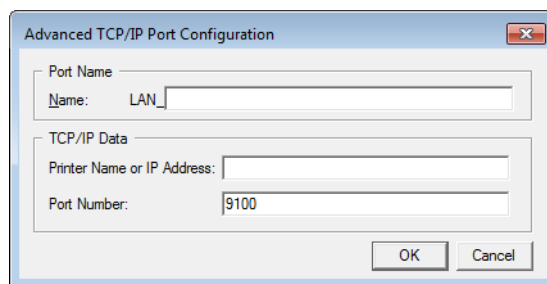 Advanced TCP/IP Port Configuration
Port Name
Name: LAN_
TCP/IP Data
Printer Name or IP Address:
Port Number: 9100
OK Cancel